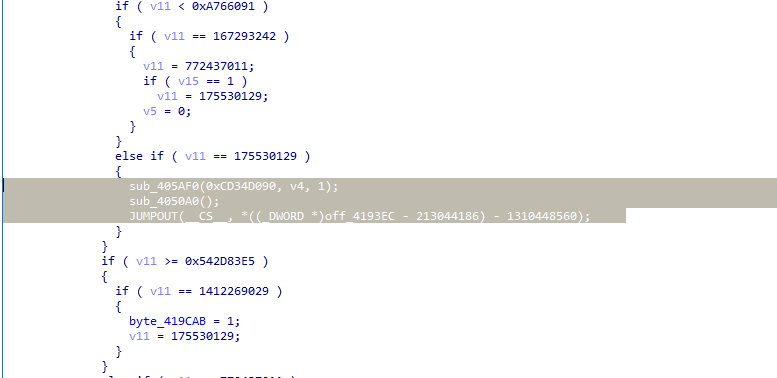 if ( v11 < 0xA766091 )
{
if ( v11 == 167293242 )
{
v11 = 772437011;
if ( v15 == 1 )
v11 = 175530129;
v5 = 0;
}
}
else if ( v11 == 175530129 )
{
sub_405AF0(0xCD34D090, v4, 1);
sub_4050A0();
JUMPOUT(__CS__, *((_DWORD *)off_4193EC - 213044186) - 1310448560);
}
}
if ( v11 >= 0x542D83E5 )
{
if ( v11 == 1412269029 )
{
byte_419CAB = 1;
v11 = 175530129;
}
}